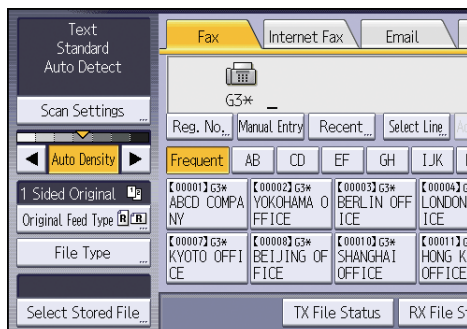 Text
Standard
Auto Detect
Scan Settings
Auto Density
1 Sided Original
Original Feed Type
File Type
Select Stored File
Fax
Internet Fax
Email
G3* _
Reg. No.
Manual Entry
Recent
Select Line
Frequent
AB
CD
EF
GH
IJK
【00001】G3*
ABCD COMPA
NY
【00002】G3*
YOKOHAMA O
FFICE
【00003】G3*
BERLIN OFF
ICE
【00004】G
LONDON
ICE
【00007】G3*
KYOTO OFFI
CE
【00008】G3*
BEIJING OF
FICE
【00010】G3*
SHANGHAI
OFFICE
【00011】G
HONG K
OFFICE
TX File Status
RX File S